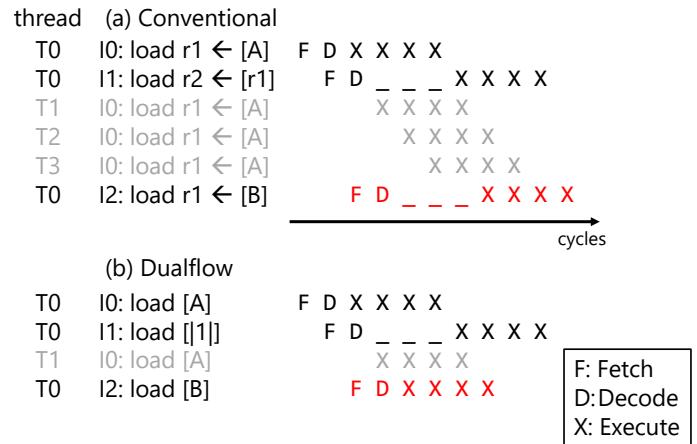 thread (a) Conventional
T0 I0: load r1 ← [A] F D X X X X
T0 I1: load r2 ← [r1] F D _ _ _ X X X X
T1 I0: load r1 ← [A] X X X X
T2 I0: load r1 ← [A] X X X X
T3 I0: load r1 ← [A] X X X X
T0 I2: load r1 ← [B] F D _ _ _ X X X X
cycles
(b) Dualflow
T0 I0: load [A] F D X X X X
T0 I1: load [|1|] F D _ _ _ X X X X
T1 I0: load [A] X X X X
T0 I2: load [B] F D X X X X
F: Fetch
D:Decode
X: Execute